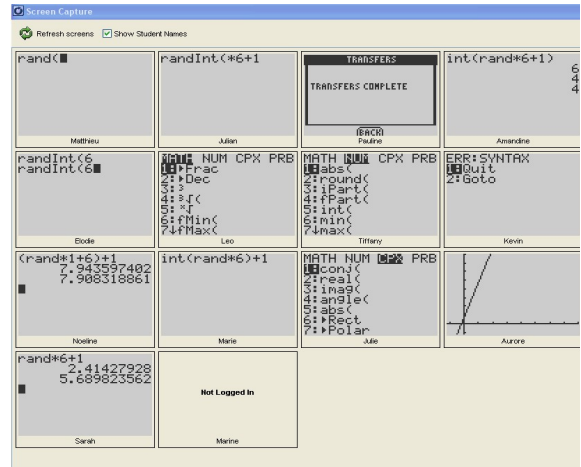 Screen Capture
Refresh screens Show Student Names
rand(
Matthieu
randInt(*6+1
Julian
TRANSFERS
TRANSFERS COMPLETE
(BACK)
Pauline
int(rand*6+1)
6
4
4
Amandine
randInt(6
randInt(6
Elodie
MATH NUM CPX PRB
1:▶Frac
2:▶Dec
3:³
4:³√(
5:ˣ√
6:fMin(
7↓fMax(
Leo
MATH NUM CPX PRB
1:abs(
2:round(
3:iPart(
4:fPart(
5:int(
6:min(
7↓max(
Tiffany
ERR:SYNTAX
1:Quit
2:Goto
Kevin
(rand*1+6)+1
7.943597402
7.908318861
Noeline
int(rand*6)+1
Marie
MATH NUM CPX PRB
1:conj(
2:real(
3:imag(
4:angle(
5:abs(
6:▶Rect
7:▶Polar
Julie
Aurore
rand*6+1
2.41427928
5.689823562
Sarah
Not Logged In
Marine